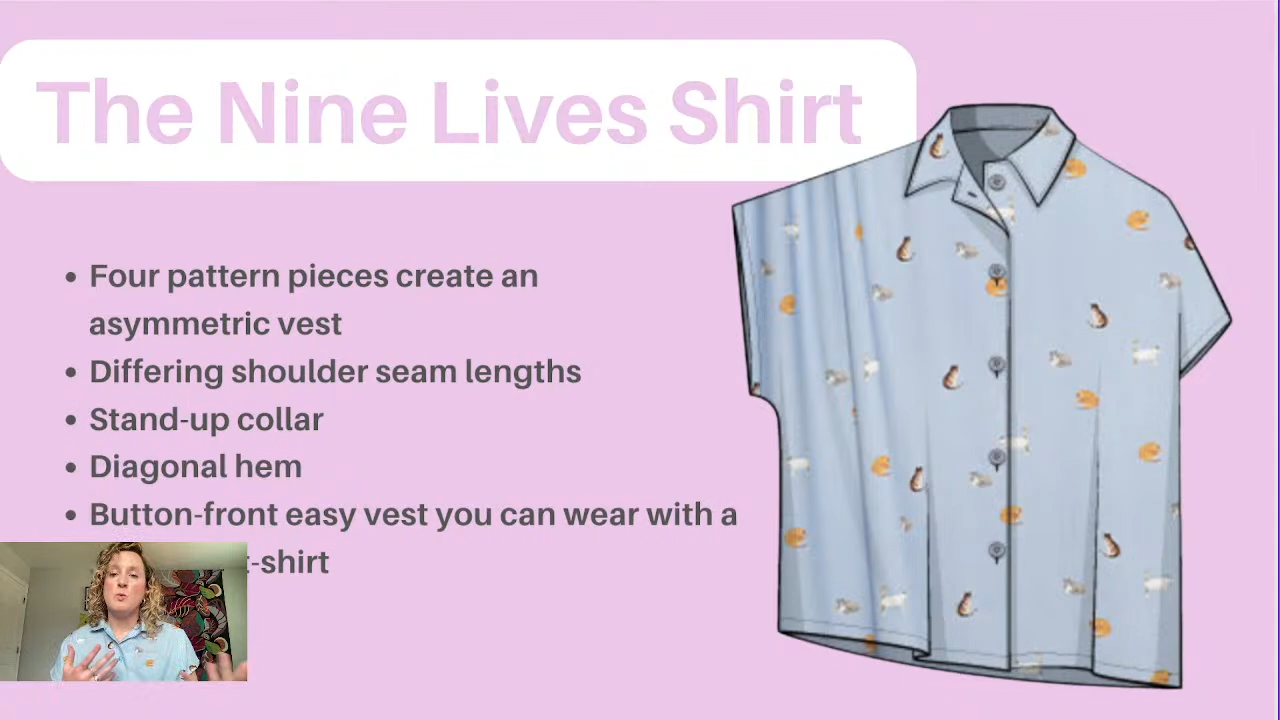 The Nine Lives Shirt
• Four pattern pieces create an
asymmetric vest
• Differing shoulder seam lengths
• Stand-up collar
• Diagonal hem
• Button-front easy vest you can wear with a
t-shirt